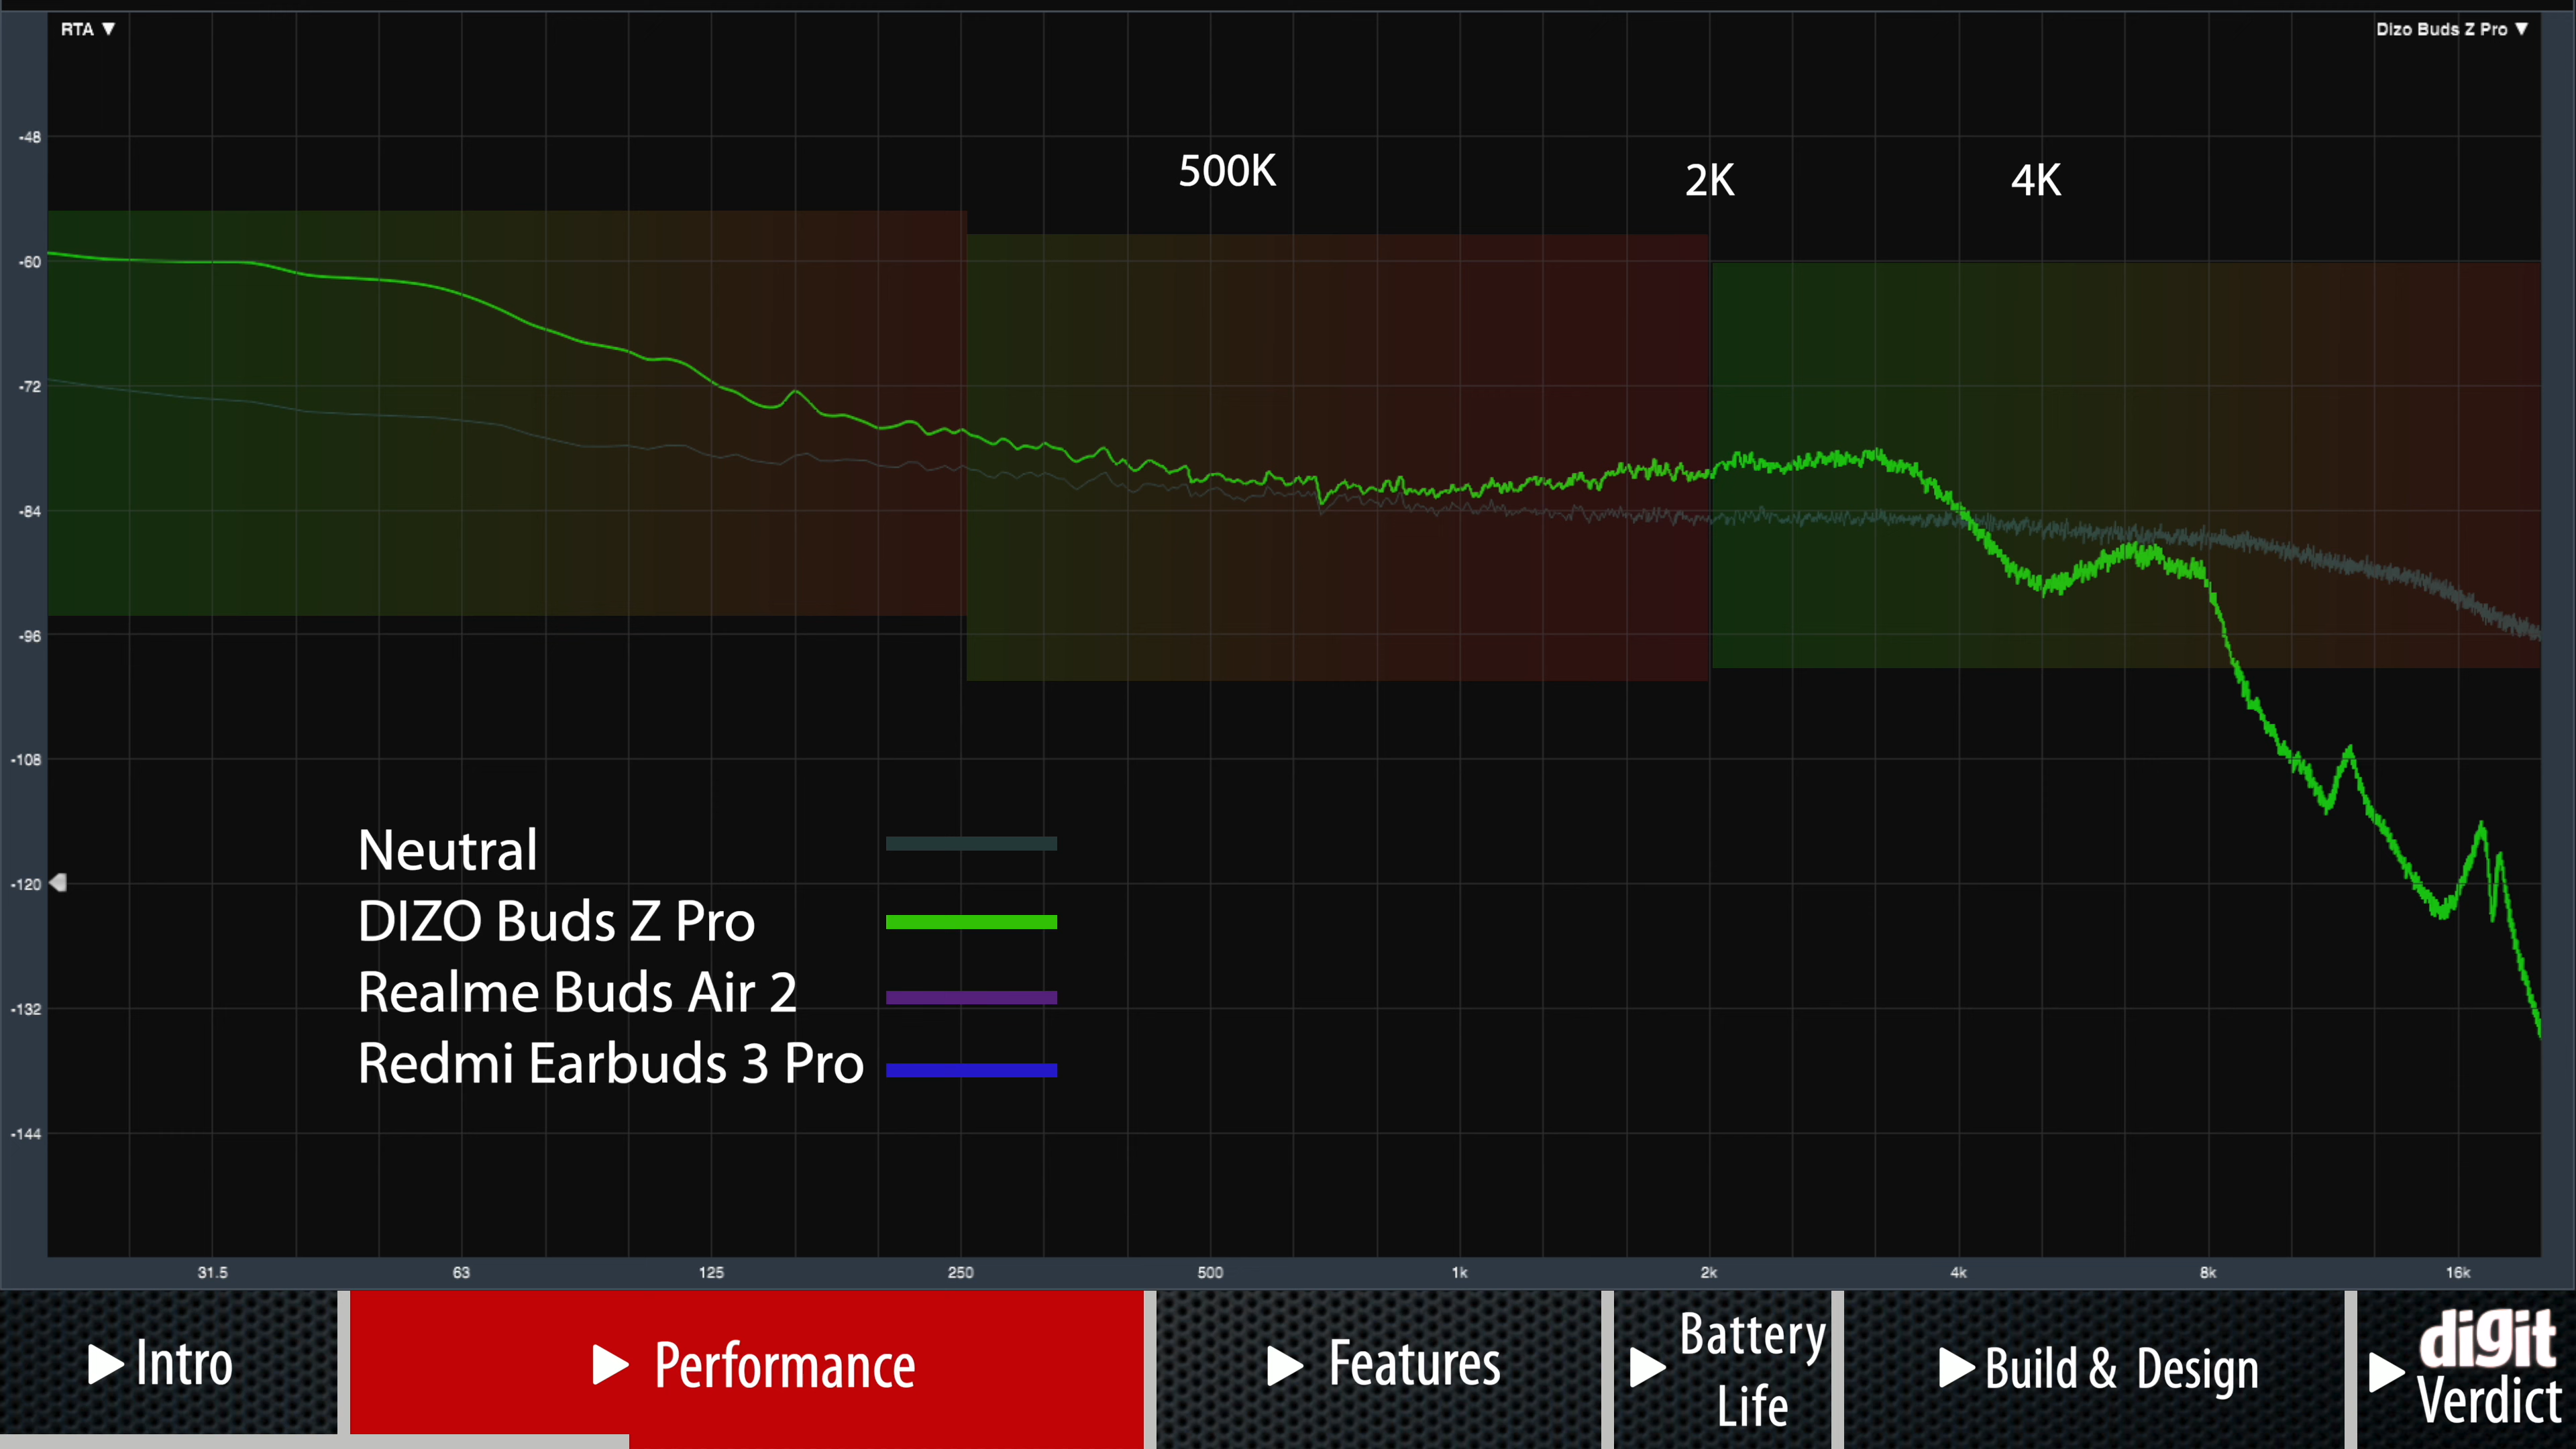 RTA ▼
Dizo Buds Z Pro ▼
-48
500K
2K
4K
-60
-72
-84
-96
-108
-120
-132
-144
Neutral
DIZO Buds Z Pro
Realme Buds Air 2
Redmi Earbuds 3 Pro
31.5 63 125 250 500 1k 2k 4k 8k 16k
Intro
Performance
Features
Battery
Life
Build & Design
digit
Verdict